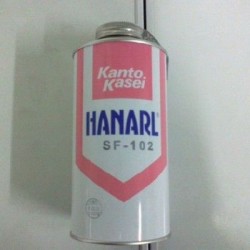 Kanto.
Kasei
HANARL
SF-102